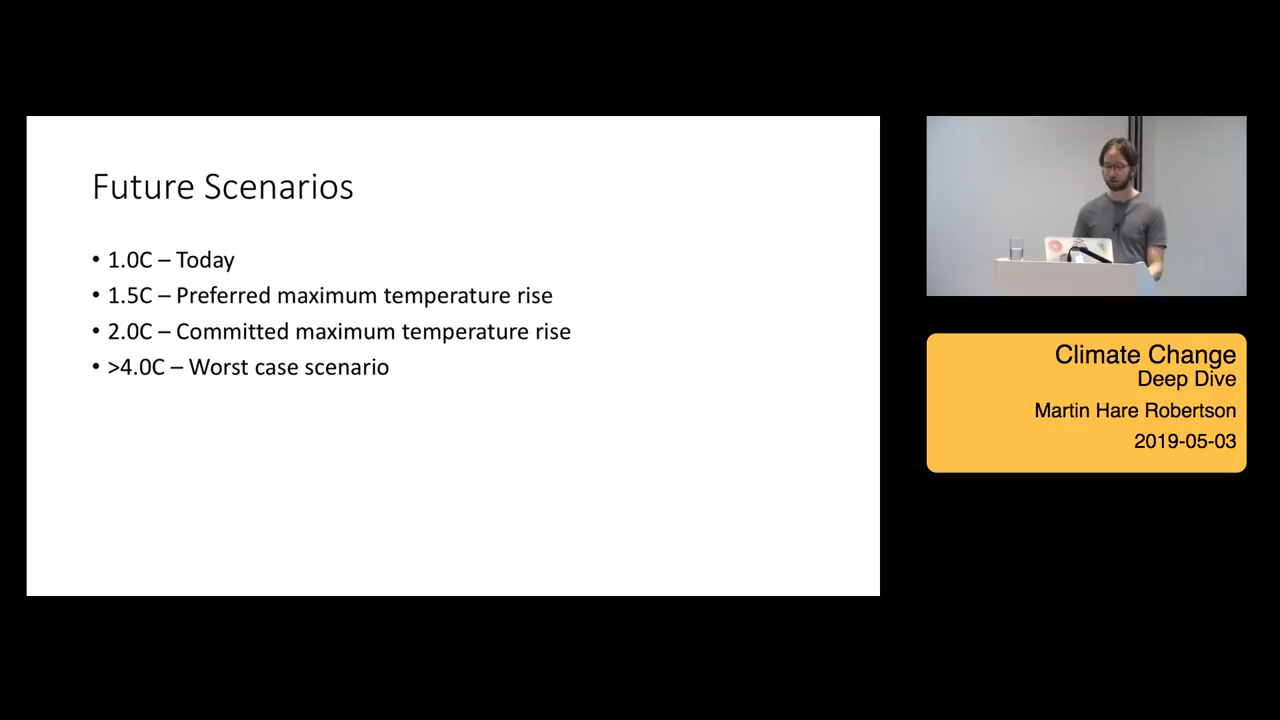 Future Scenarios
• 1.0C – Today
• 1.5C – Preferred maximum temperature rise
• 2.0C – Committed maximum temperature rise
• >4.0C – Worst case scenario
Climate Change
Deep Dive
Martin Hare Robertson
2019-05-03